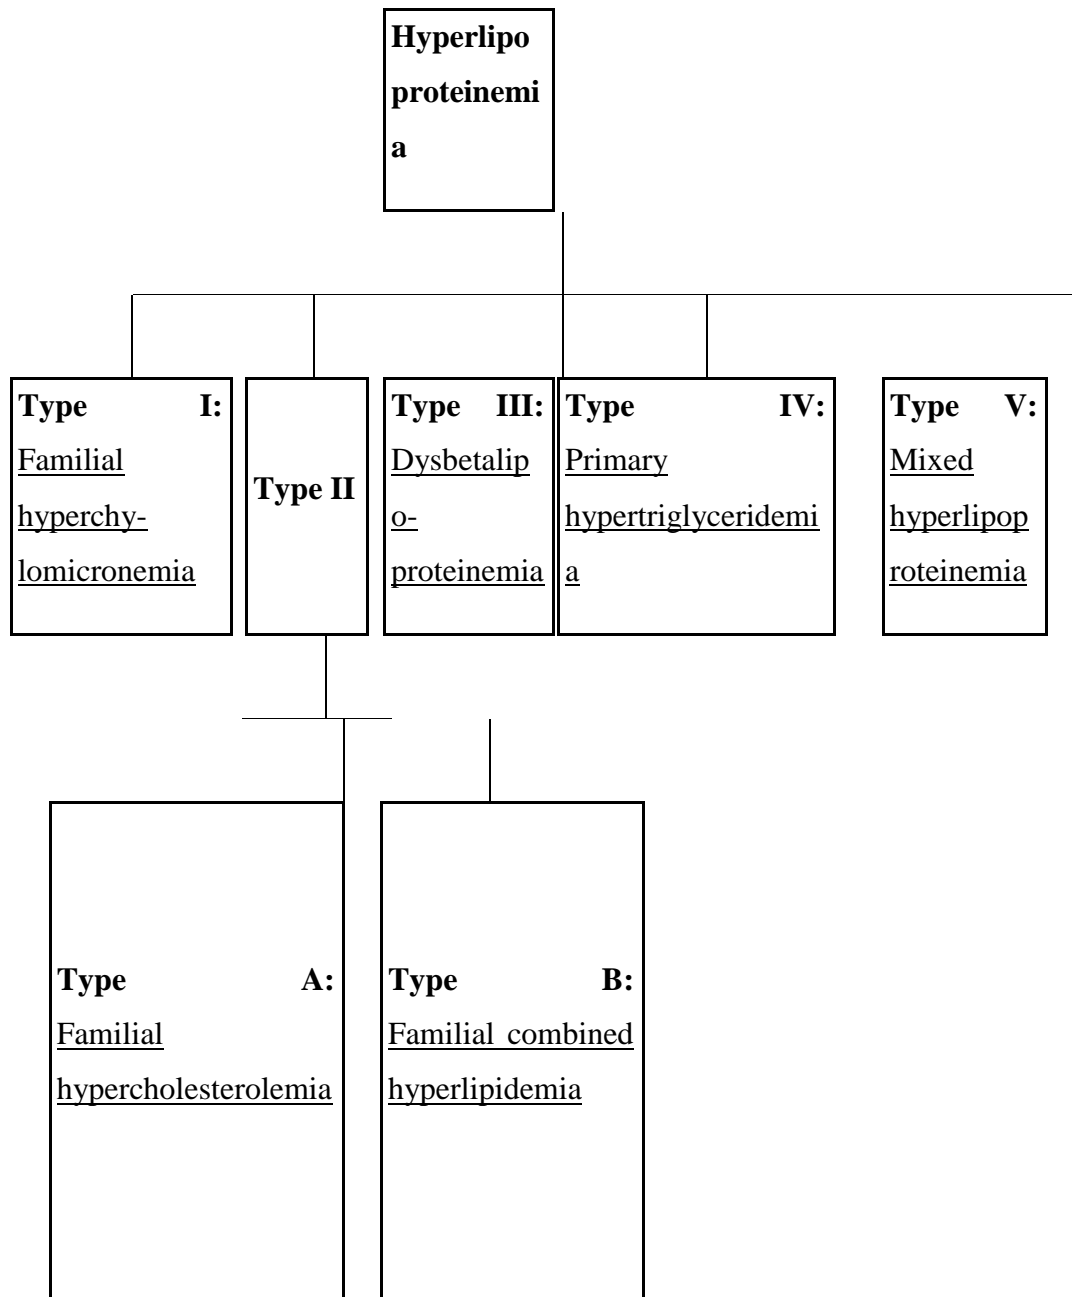 Hyperlipo
proteinemi
a
Type I:
Familial
hyperchy-
lomicronemia
Type II
Type III:
Dysbetalip
o-
proteinemia
Type IV:
Primary
hypertriglyceridemi
a
Type V:
Mixed
hyperlipop
roteinemia
Type A:
Familial
hypercholesterolemia
Type B:
Familial combined
hyperlipidemia